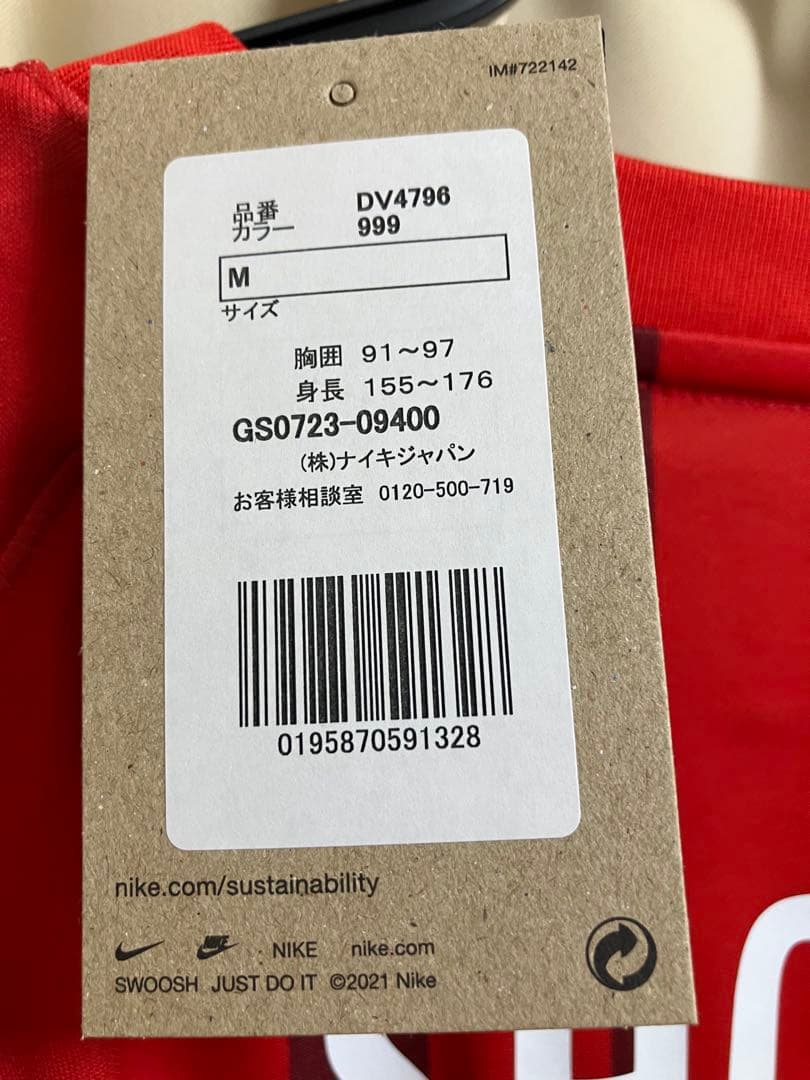 IM#722142
品番 DV4796
カラー 999
M
サイズ
胸囲 91～97
身長 155～176
GS0723-09400
(株)ナイキジャパン
お客様相談室 0120-500-719
0195870591328
nike.com/sustainability
NIKE nike.com
SWOOSH JUST DO IT ©2021 Nike